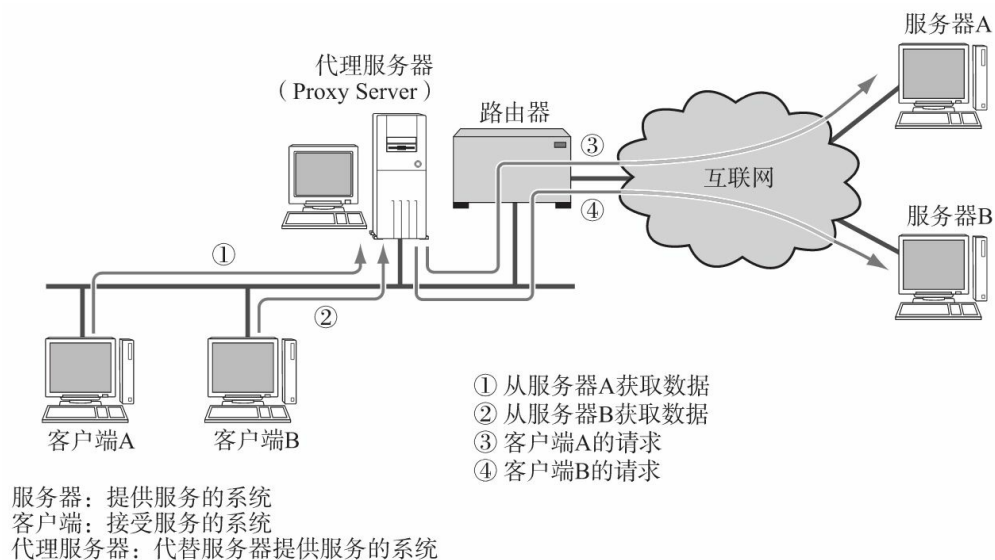 服务器A
代理服务器
（Proxy Server）
路由器
③
互联网
④
服务器B
①
②
客户端A
客户端B
① 从服务器A获取数据
② 从服务器B获取数据
③ 客户端A的请求
④ 客户端B的请求
服务器：提供服务的系统
客户端：接受服务的系统
代理服务器：代替服务器提供服务的系统